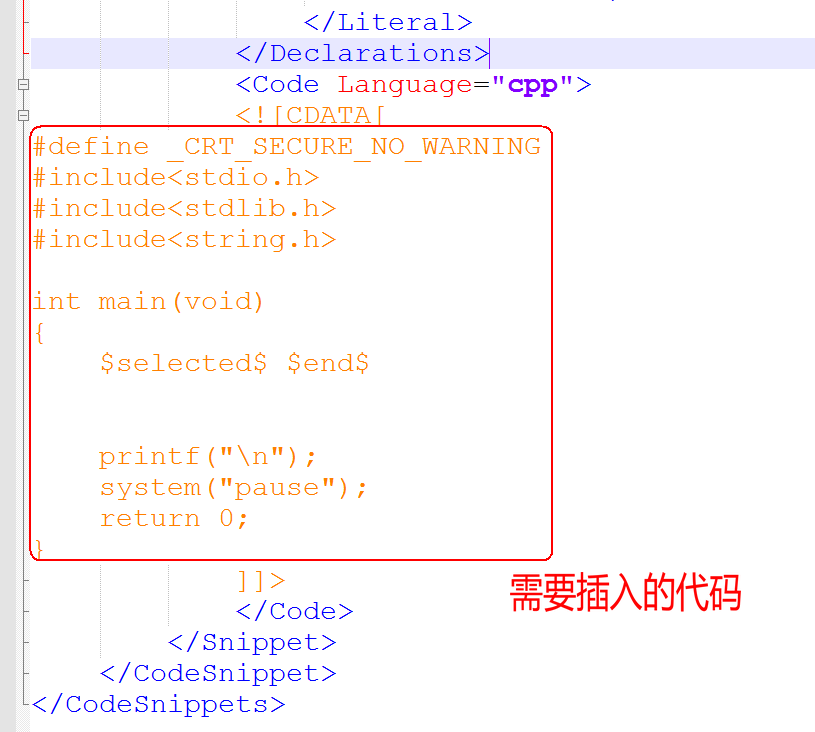 </Literal>
</Declarations>
<Code Language="cpp">
<![CDATA[
#define _CRT_SECURE_NO_WARNING
#include<stdio.h>
#include<stdlib.h>
#include<string.h>
int main(void)
{
$selected$ $end$
printf("\n");
system("pause");
return 0;
}
]]>
需要插入的代码
</Code>
</Snippet>
</CodeSnippet>
</CodeSnippets>